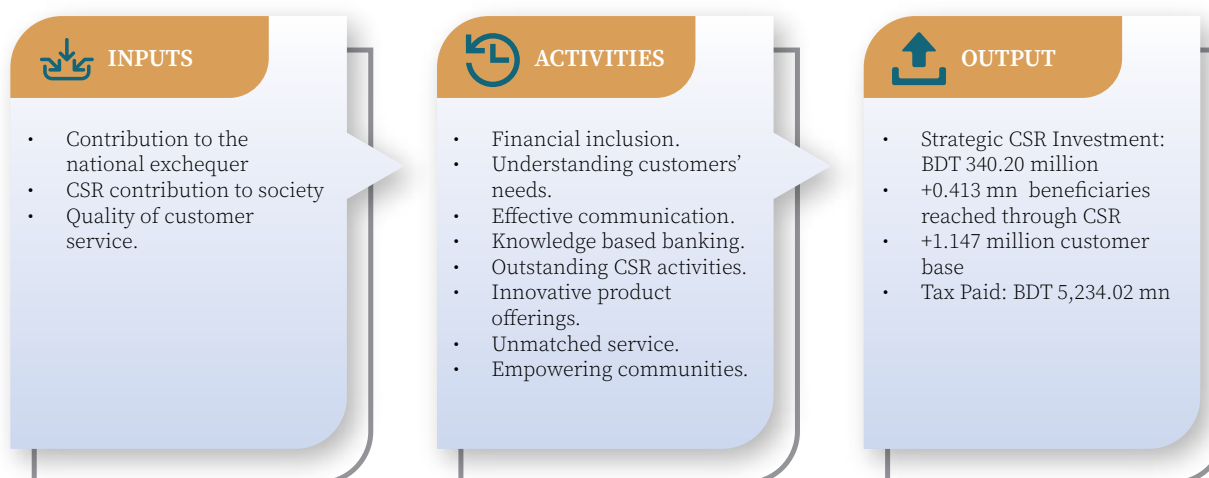 INPUTS
• Contribution to the
national exchequer
• CSR contribution to society
• Quality of customer
service.
ACTIVITIES
• Financial inclusion.
• Understanding customers’
needs.
• Effective communication.
• Knowledge based banking.
• Outstanding CSR activities.
• Innovative product
offerings.
• Unmatched service.
• Empowering communities.
OUTPUT
• Strategic CSR Investment:
BDT 340.20 million
• +0.413 mn beneficiaries
reached through CSR
• +1.147 million customer
base
• Tax Paid: BDT 5,234.02 mn